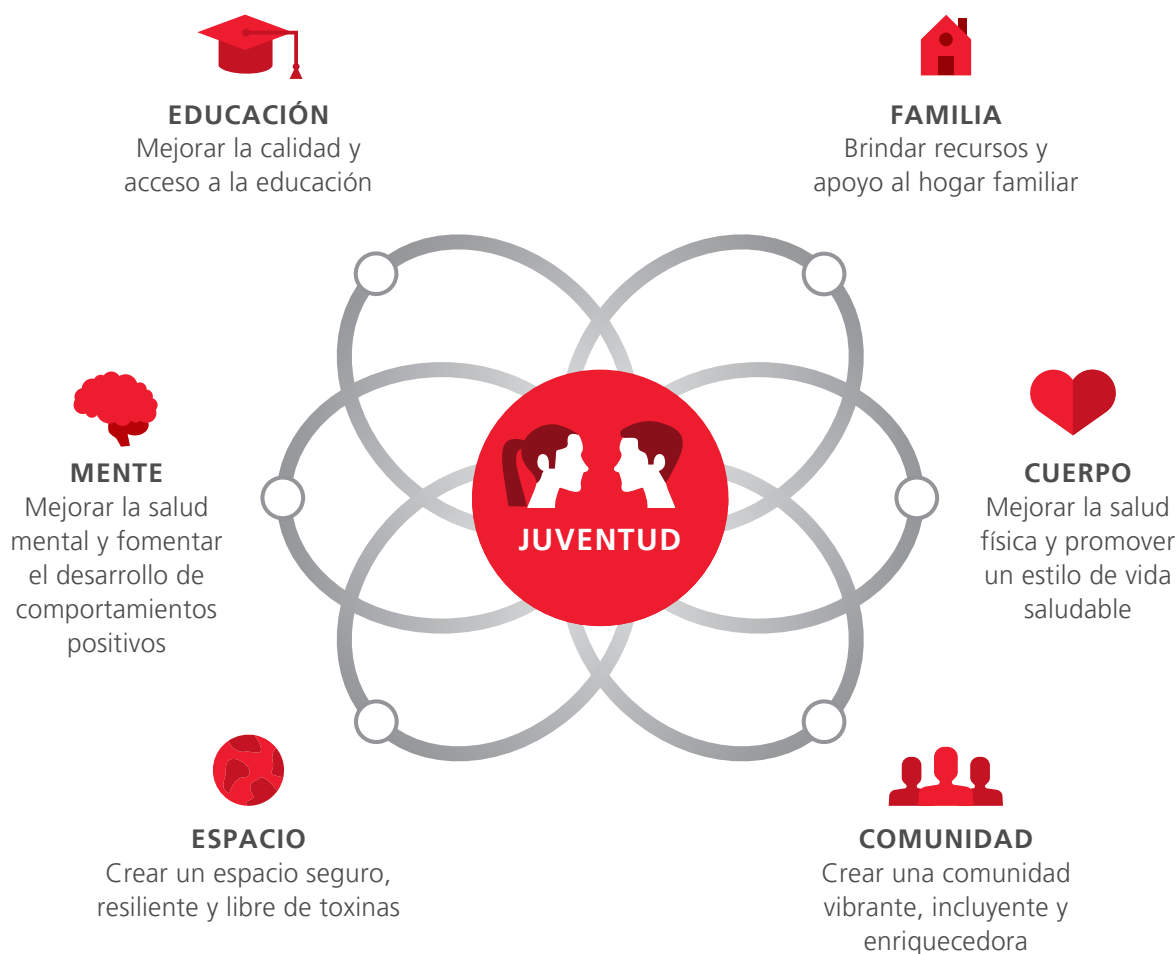 EDUCACIÓN
Mejorar la calidad y
acceso a la educación
FAMILIA
Brindar recursos y
apoyo al hogar familiar
MENTE
Mejorar la salud
mental y fomentar
el desarrollo de
comportamientos
positivos
JUVENTUD
CUERPO
Mejorar la salud
física y promover
un estilo de vida
saludable
ESPACIO
Crear un espacio seguro,
resiliente y libre de toxinas
COMUNIDAD
Crear una comunidad
vibrante, incluyente y
enriquecedora